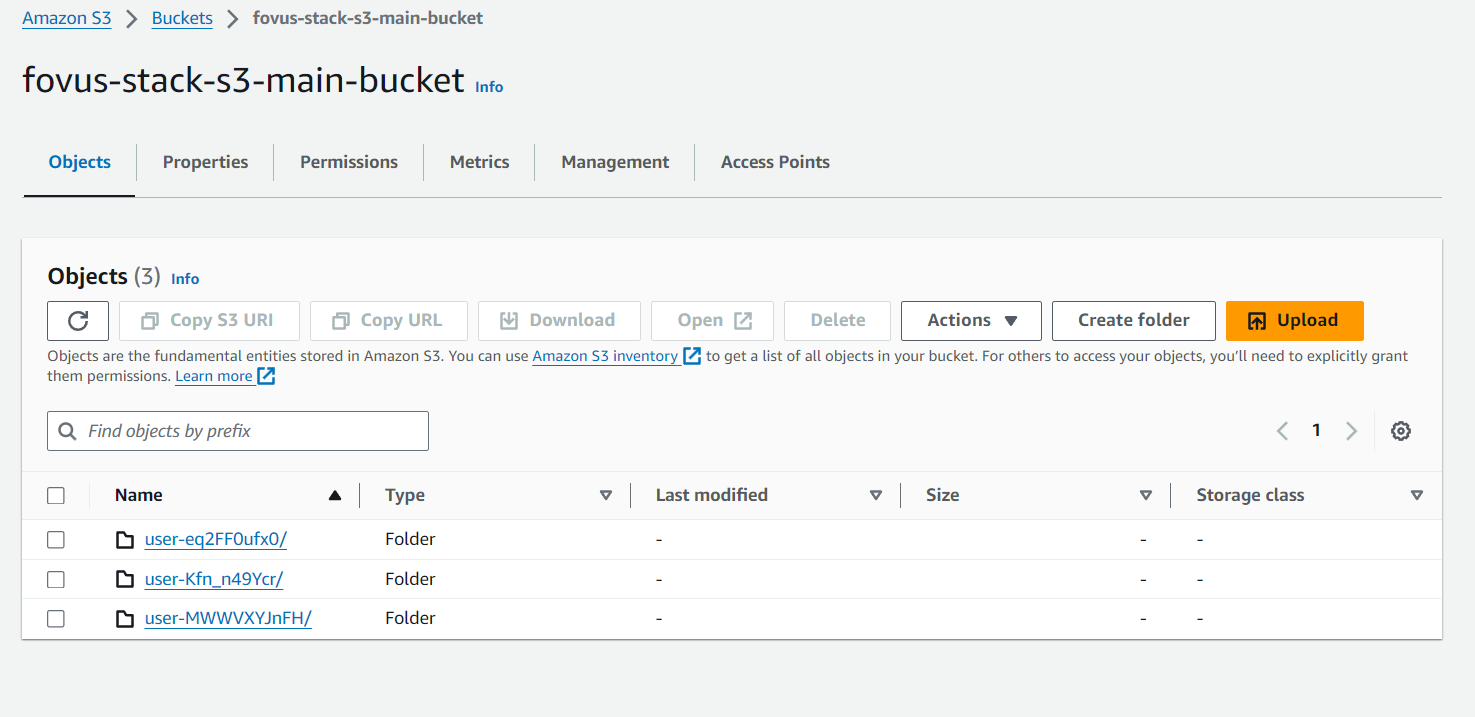 Amazon S3 > Buckets > fovus-stack-s3-main-bucket
fovus-stack-s3-main-bucket Info
Objects Properties Permissions Metrics Management Access Points
Objects (3) Info
Copy S3 URI Copy URL Download Open Delete Actions Create folder Upload
Objects are the fundamental entities stored in Amazon S3. You can use Amazon S3 inventory to get a list of all objects in your bucket. For others to access your objects, you’ll need to explicitly grant
them permissions. Learn more
Find objects by prefix 1
Name Type Last modified Size Storage class
user-eq2FF0ufx0/ Folder - - -
user-Kfn_n49Ycr/ Folder - - -
user-MWWVXYJnFH/ Folder - - -